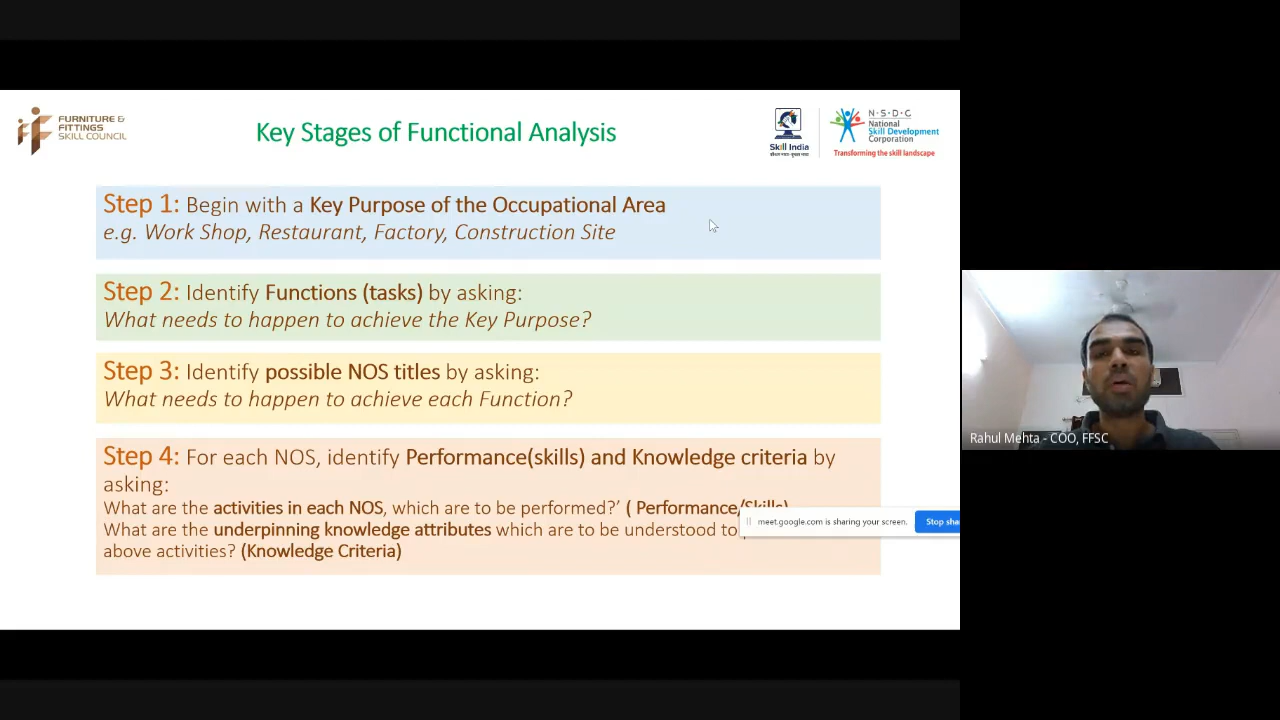 FURNITURE &
FITTINGS
SKILL COUNCIL
Key Stages of Functional Analysis
Skill India
N·S·D·C
National
Skill Development
Corporation
Transforming the skill landscape
Step 1: Begin with a Key Purpose of the Occupational Area
e.g. Work Shop, Restaurant, Factory, Construction Site
Step 2: Identify Functions (tasks) by asking:
What needs to happen to achieve the Key Purpose?
Step 3: Identify possible NOS titles by asking:
What needs to happen to achieve each Function?
Step 4: For each NOS, identify Performance(skills) and Knowledge criteria by
asking:
What are the activities in each NOS, which are to be performed?’ ( Performance/Skills)
What are the underpinning knowledge attributes which are to be understood to
above activities? (Knowledge Criteria)
meet.google.com is sharing your screen.
Stop sha
Rahul Mehta - COO, FFSC